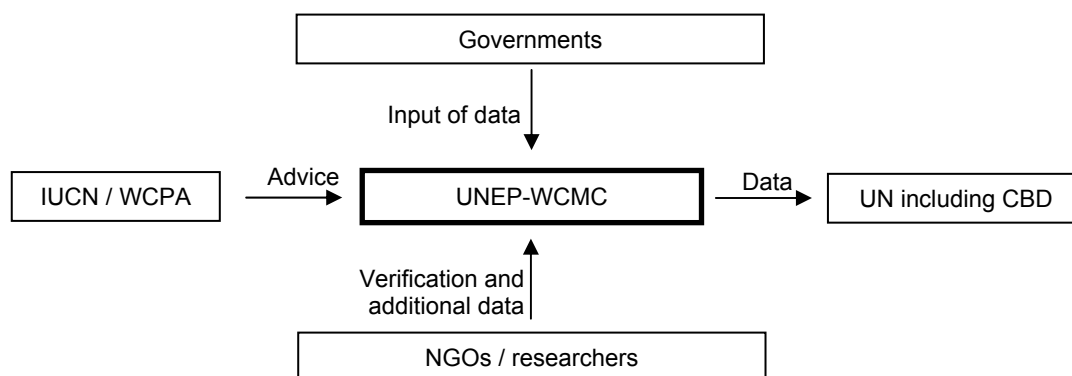 Governments
Input of data
IUCN / WCPA
Advice
UNEP-WCMC
Data
UN including CBD
Verification and
additional data
NGOs / researchers